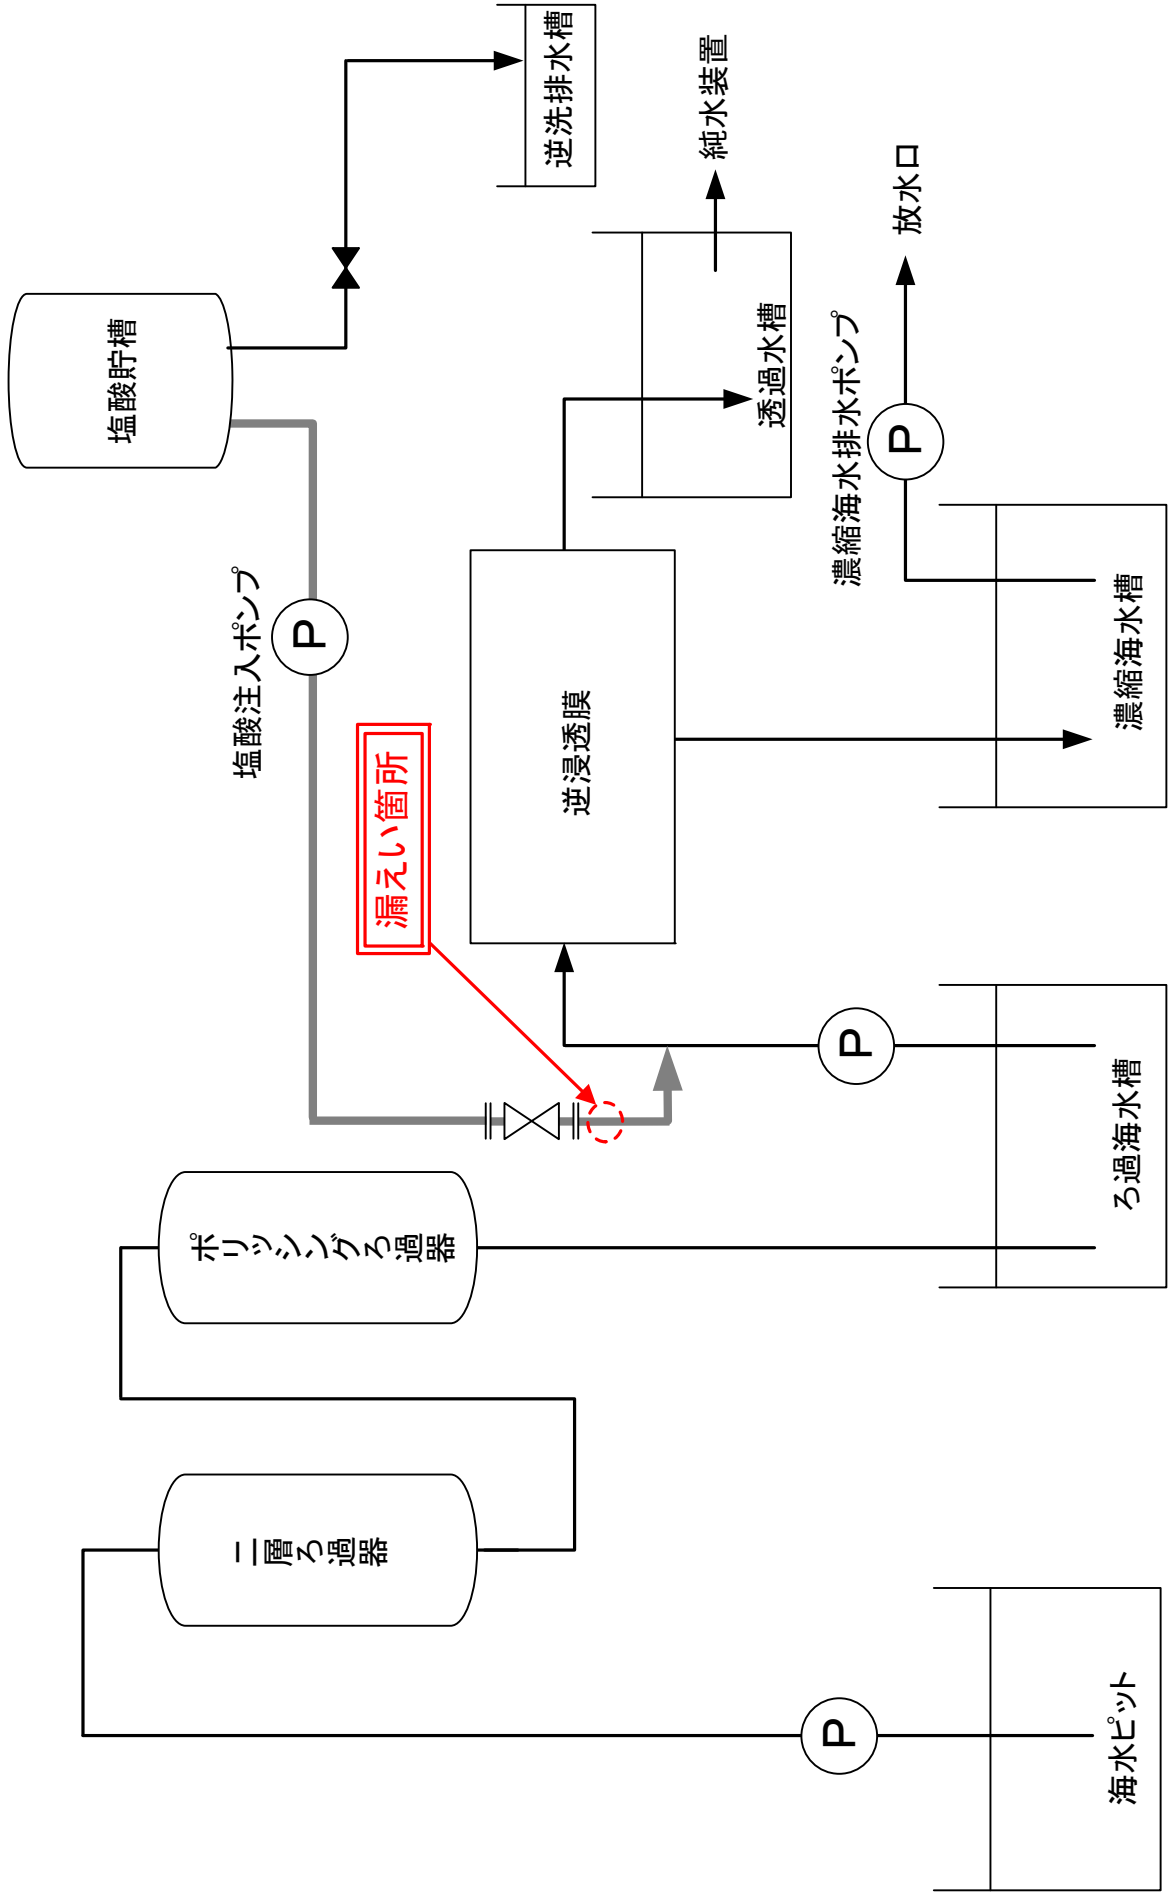 塩酸貯槽
逆洗排水槽
塩酸注入ポンプ
P
純水装置
漏えい箇所
透過水槽
逆浸透膜
放水口
濃縮海水排水ポンプ
P
濃縮海水槽
ポリッシングろ過器
P
ろ過海水槽
二層ろ過器
P
海水ピット